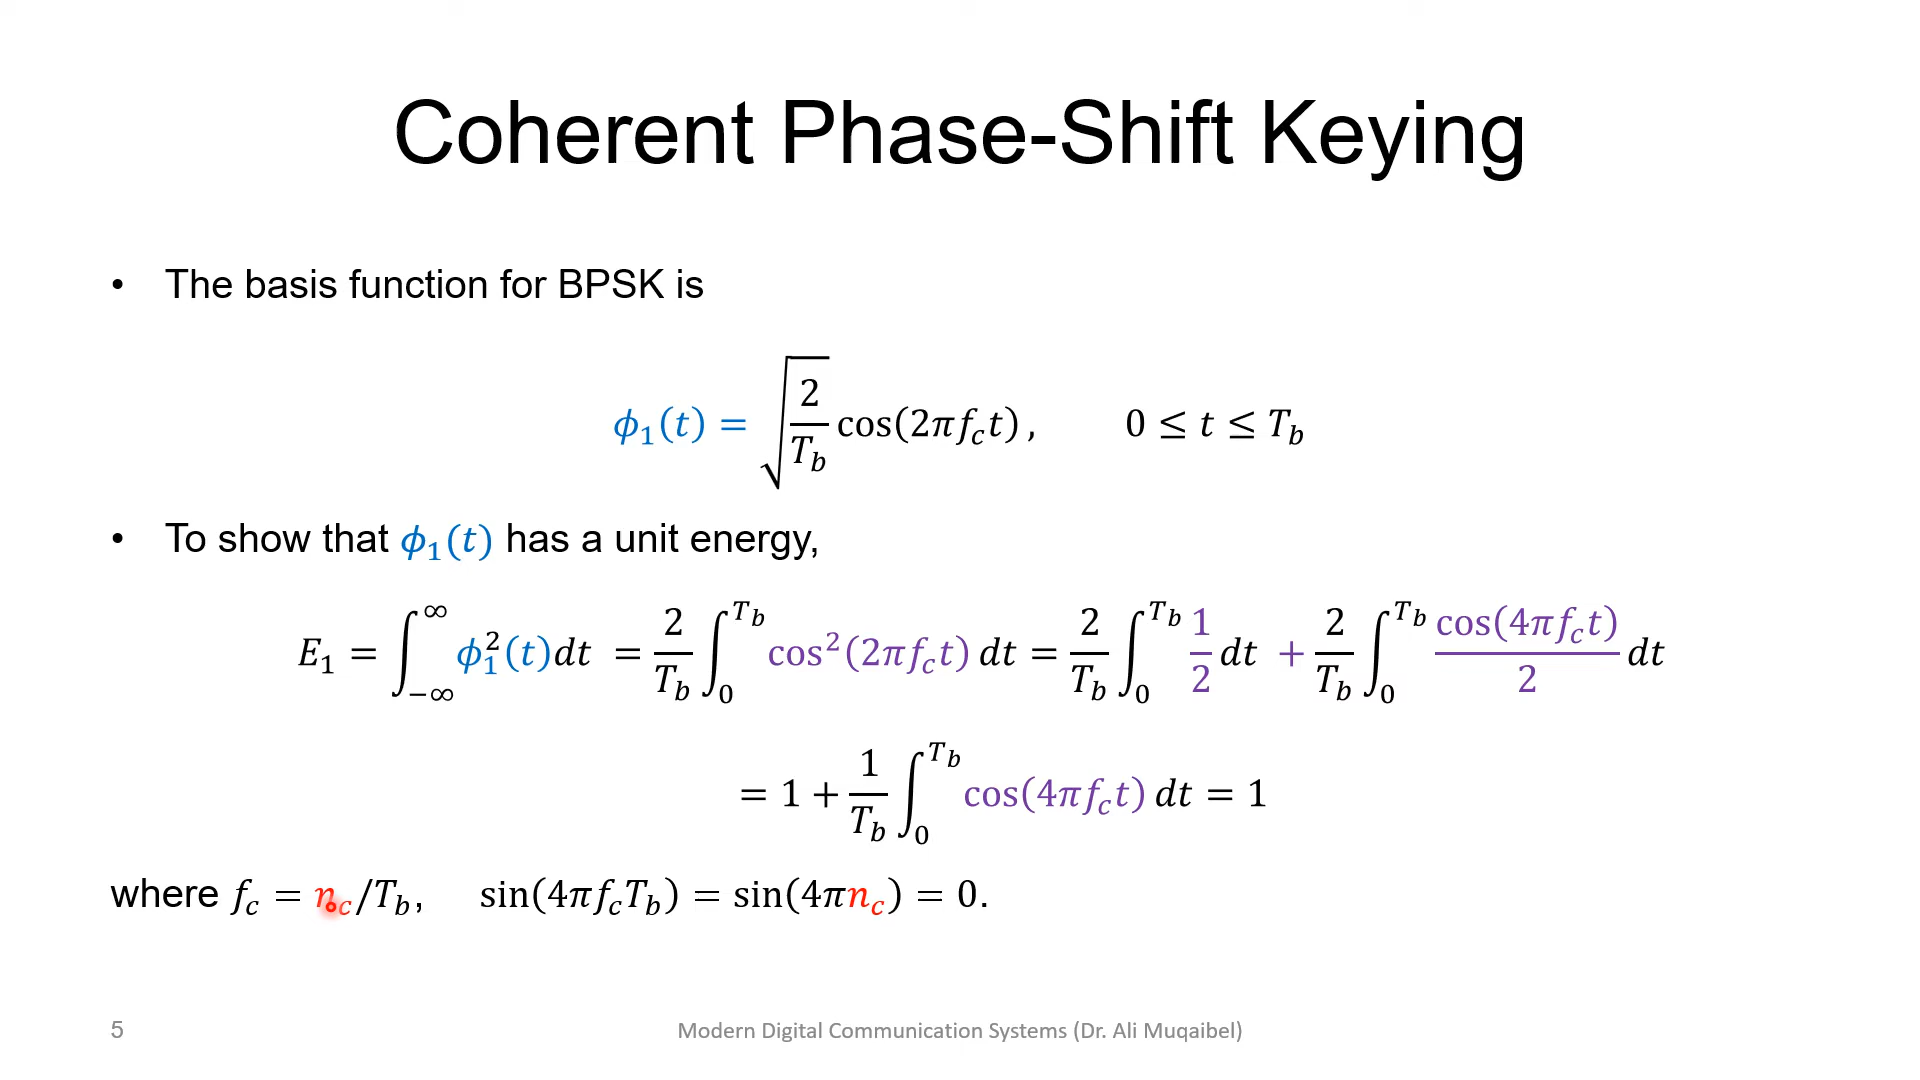 Coherent Phase-Shift Keying
• The basis function for BPSK is
𝜙₁(𝑡) = √(2/𝑇_b) cos(2𝜋𝑓_c𝑡), 0 ≤ 𝑡 ≤ 𝑇_b
• To show that 𝜙₁(𝑡) has a unit energy,
𝐸₁ = ∫_{−∞}^{∞} 𝜙₁²(𝑡)𝑑𝑡 = 2/𝑇_b ∫_0^{𝑇_b} cos²(2𝜋𝑓_c𝑡) 𝑑𝑡 = 2/𝑇_b ∫_0^{𝑇_b} 1/2 𝑑𝑡 + 2/𝑇_b ∫_0^{𝑇_b} cos(4𝜋𝑓_c𝑡)/2 𝑑𝑡
= 1 + 1/𝑇_b ∫_0^{𝑇_b} cos(4𝜋𝑓_c𝑡) 𝑑𝑡 = 1
where 𝑓_c = 𝑛_c/𝑇_b, sin(4𝜋𝑓_c𝑇_b) = sin(4𝜋𝑛_c) = 0.
5 Modern Digital Communication Systems (Dr. Ali Muqaibel)